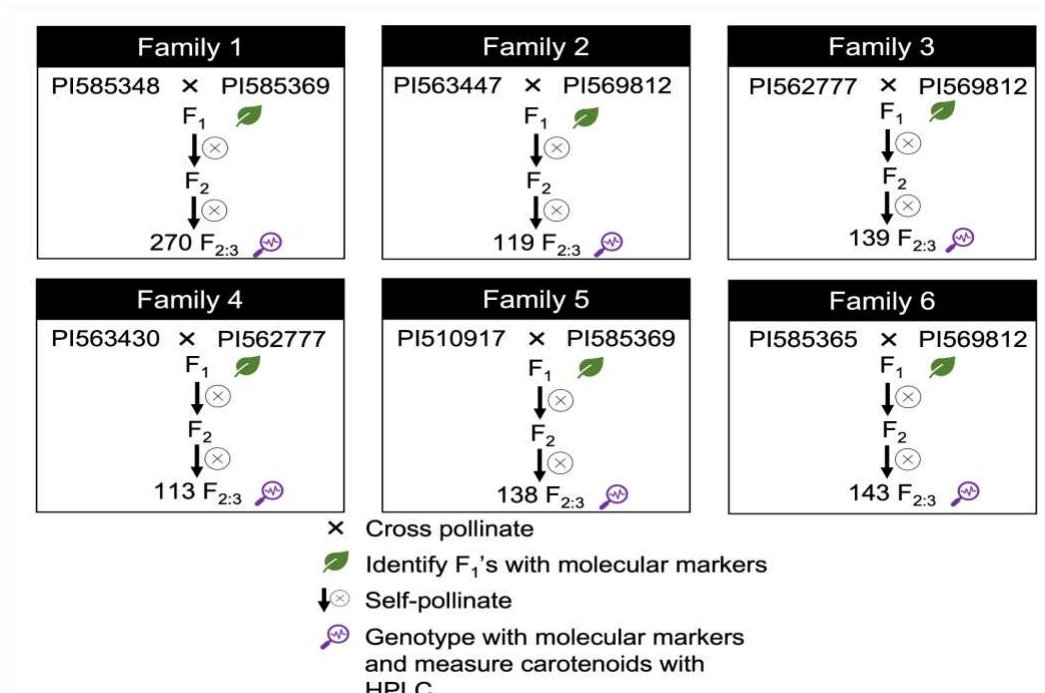 Family 1
PI585348 × PI585369
F₁
F₂
270 F₂:₃
Family 2
PI563447 × PI569812
F₁
F₂
119 F₂:₃
Family 3
PI562777 × PI569812
F₁
F₂
139 F₂:₃
Family 4
PI563430 × PI562777
F₁
F₂
113 F₂:₃
Family 5
PI510917 × PI585369
F₁
F₂
138 F₂:₃
Family 6
PI585365 × PI569812
F₁
F₂
143 F₂:₃
× Cross pollinate
Identify F₁'s with molecular markers
Self-pollinate
Genotype with molecular markers
and measure carotenoids with
HPLC